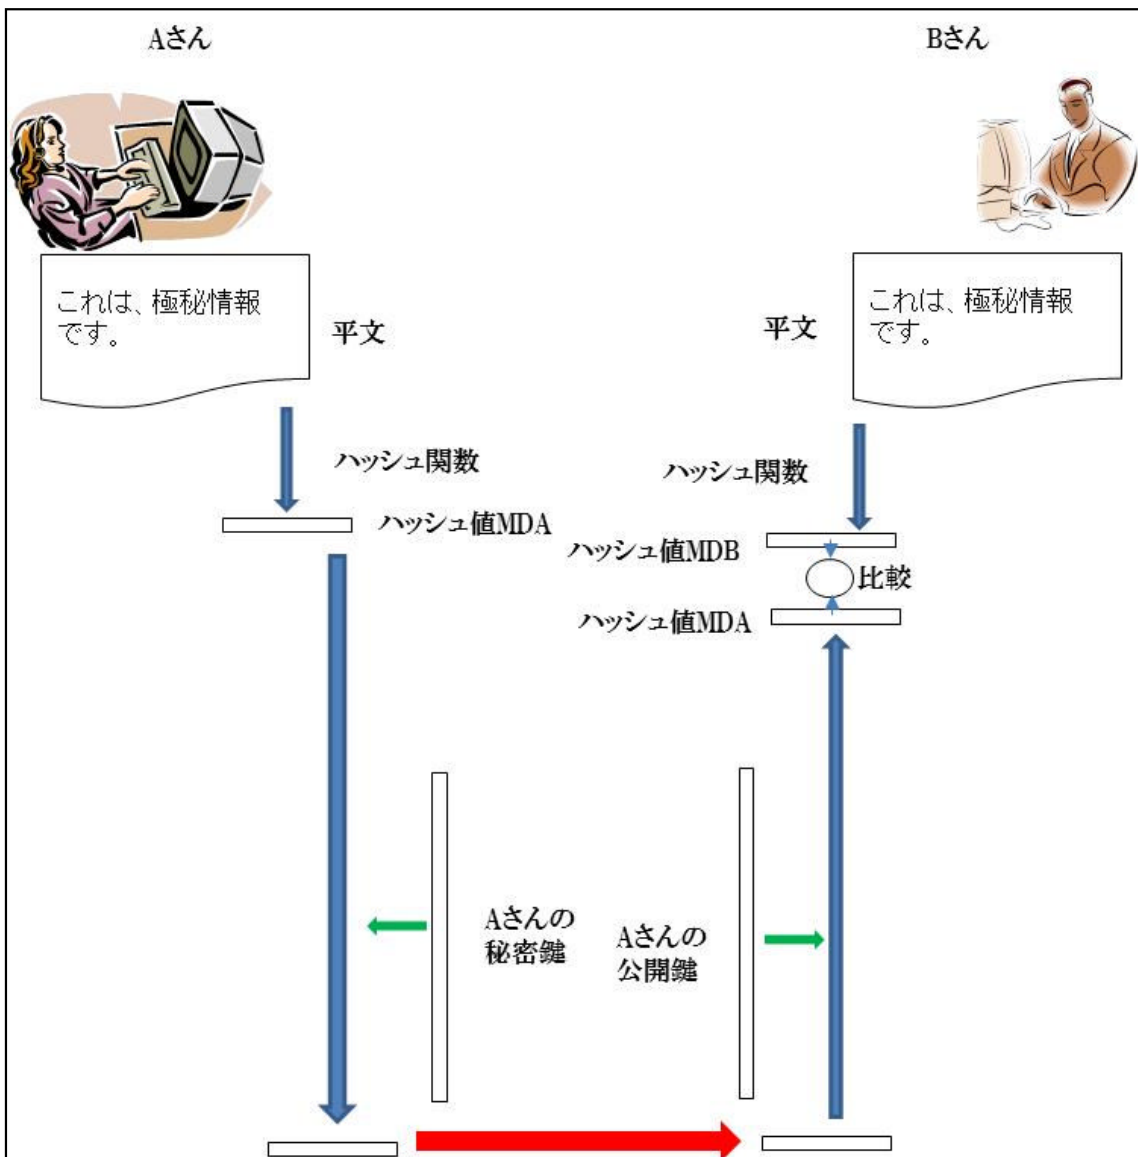 Aさん
Bさん
これは、極秘情報
です。
平文
平文
これは、極秘情報
です。
ハッシュ関数
ハッシュ関数
ハッシュ値MDA
ハッシュ値MDB
比較
ハッシュ値MDA
Aさんの
秘密鍵
Aさんの
公開鍵